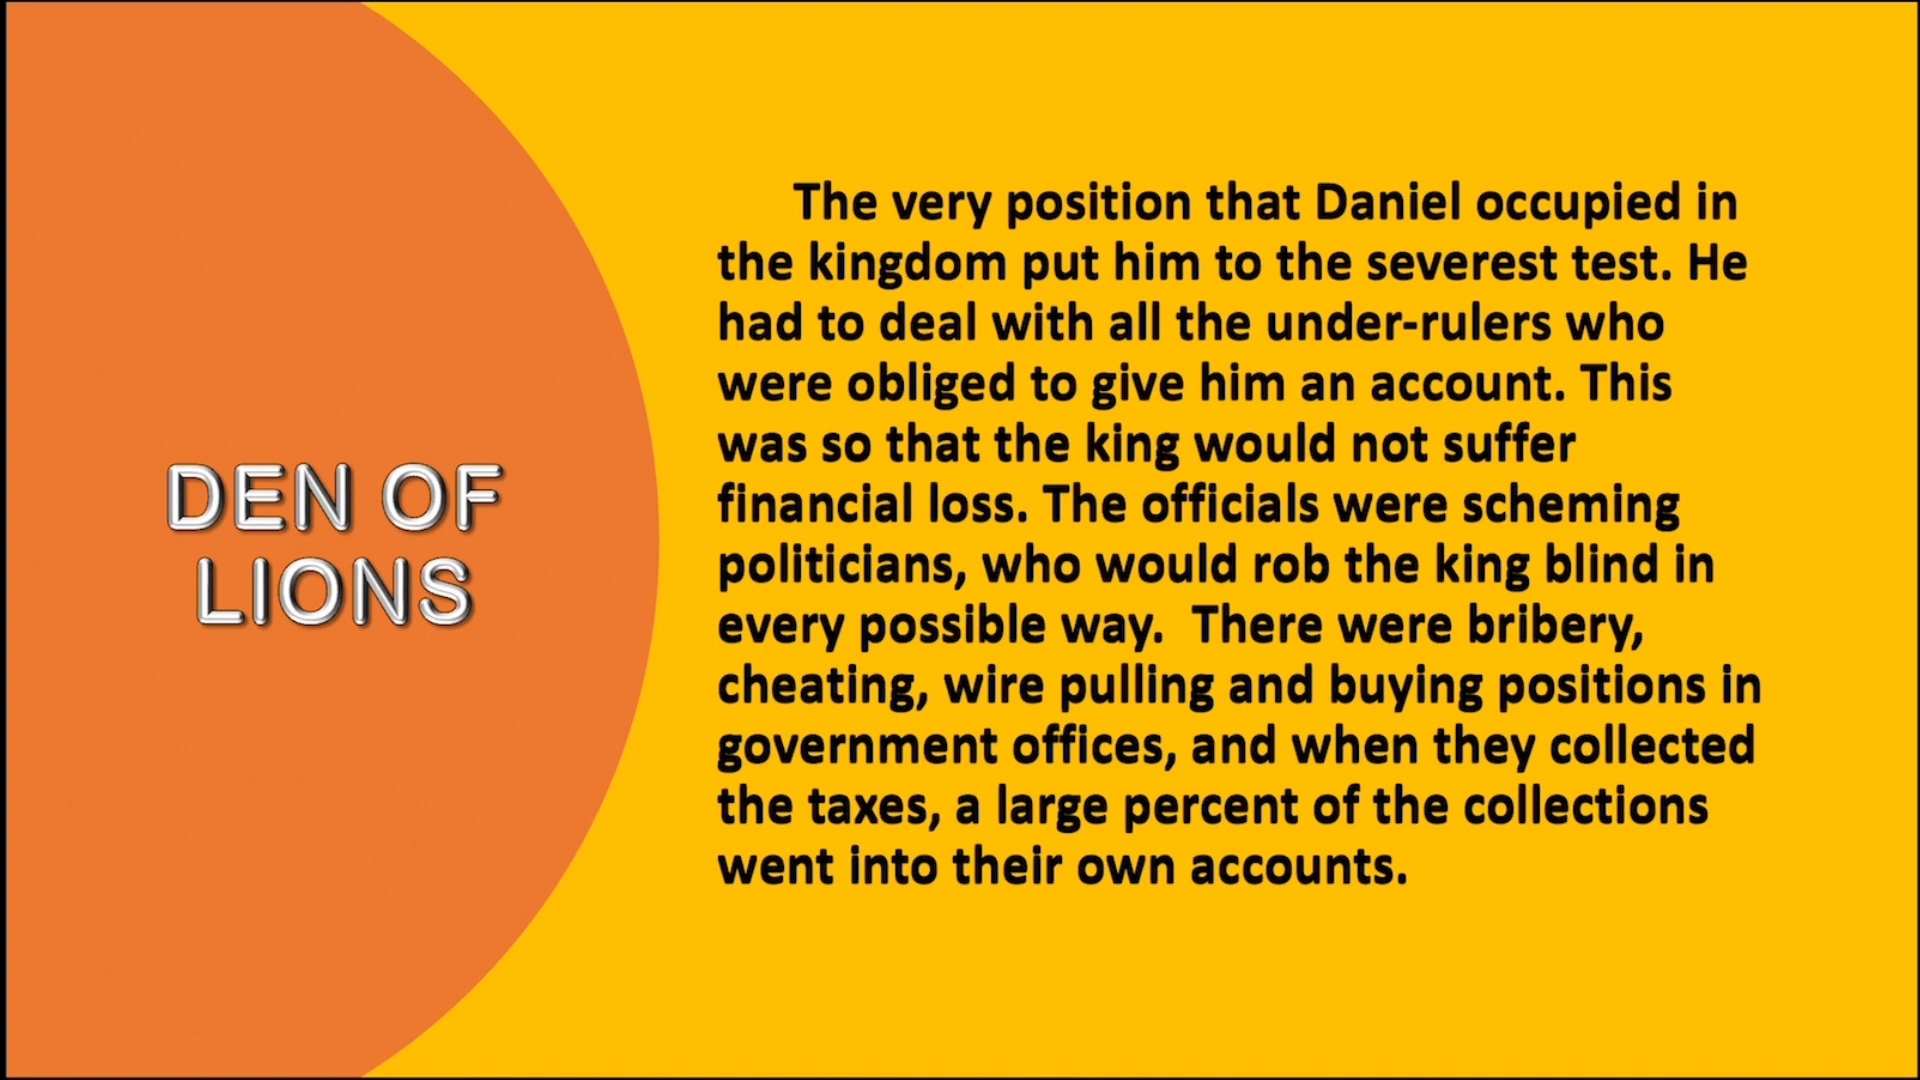 DEN OF
LIONS
The very position that Daniel occupied in
the kingdom put him to the severest test. He
had to deal with all the under-rulers who
were obliged to give him an account. This
was so that the king would not suffer
financial loss. The officials were scheming
politicians, who would rob the king blind in
every possible way.  There were bribery,
cheating, wire pulling and buying positions in
government offices, and when they collected
the taxes, a large percent of the collections
went into their own accounts.